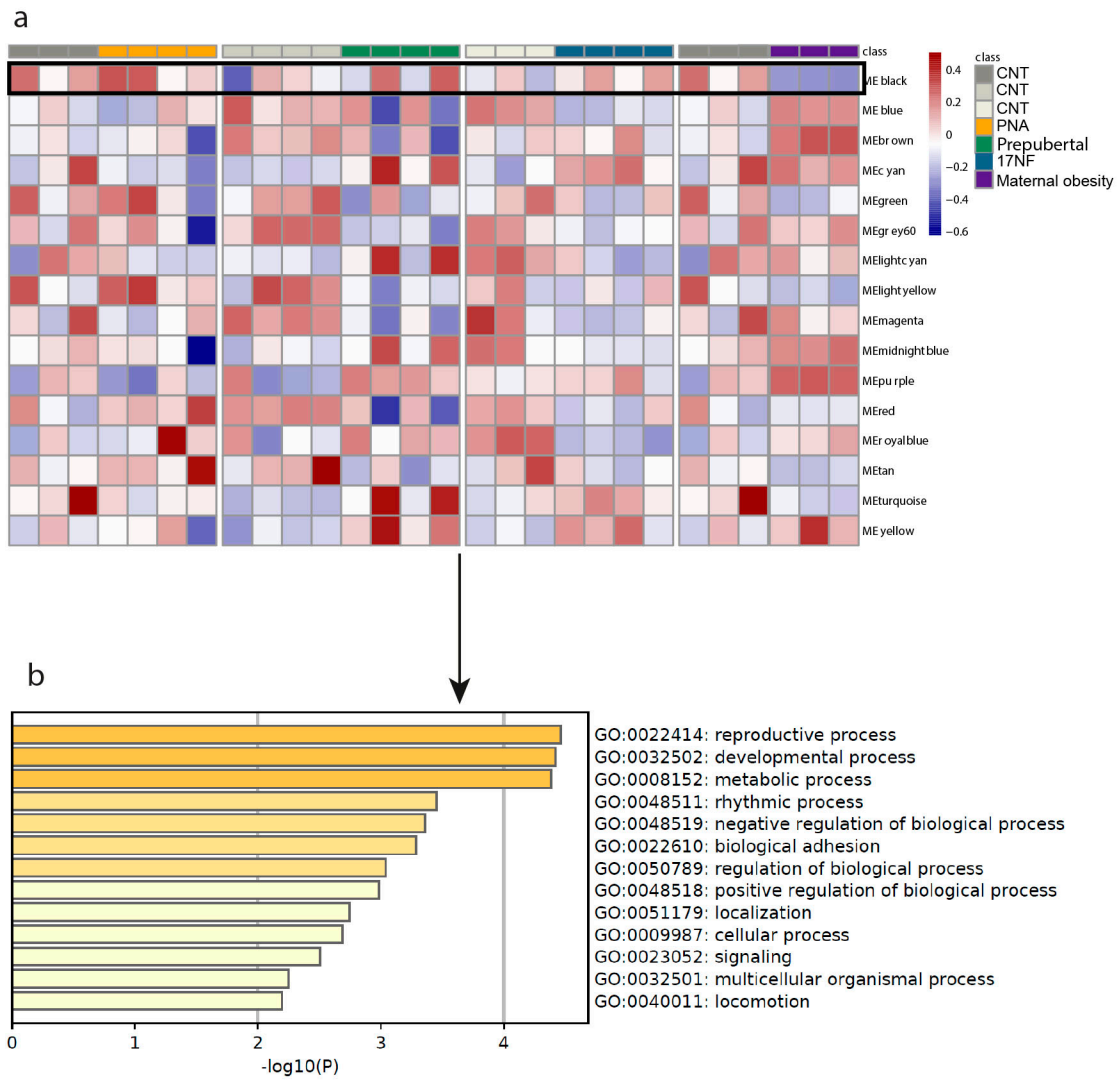 a
class
ME black
ME blue
MEbr own
MEc yan
MEgreen
MEgr ey60
MElightc yan
MElight yellow
MEmagenta
MEmidnight blue
MEpu rple
MEred
MEr oyalblue
MEtan
MEturquoise
ME yellow
0.4
0.2
0
−0.2
−0.4
−0.6
class
CNT
CNT
CNT
PNA
Prepubertal
17NF
Maternal obesity
b
GO:0022414: reproductive process
GO:0032502: developmental process
GO:0008152: metabolic process
GO:0048511: rhythmic process
GO:0048519: negative regulation of biological process
GO:0022610: biological adhesion
GO:0050789: regulation of biological process
GO:0048518: positive regulation of biological process
GO:0051179: localization
GO:0009987: cellular process
GO:0023052: signaling
GO:0032501: multicellular organismal process
GO:0040011: locomotion
0 1 2 3 4
-log10(P)